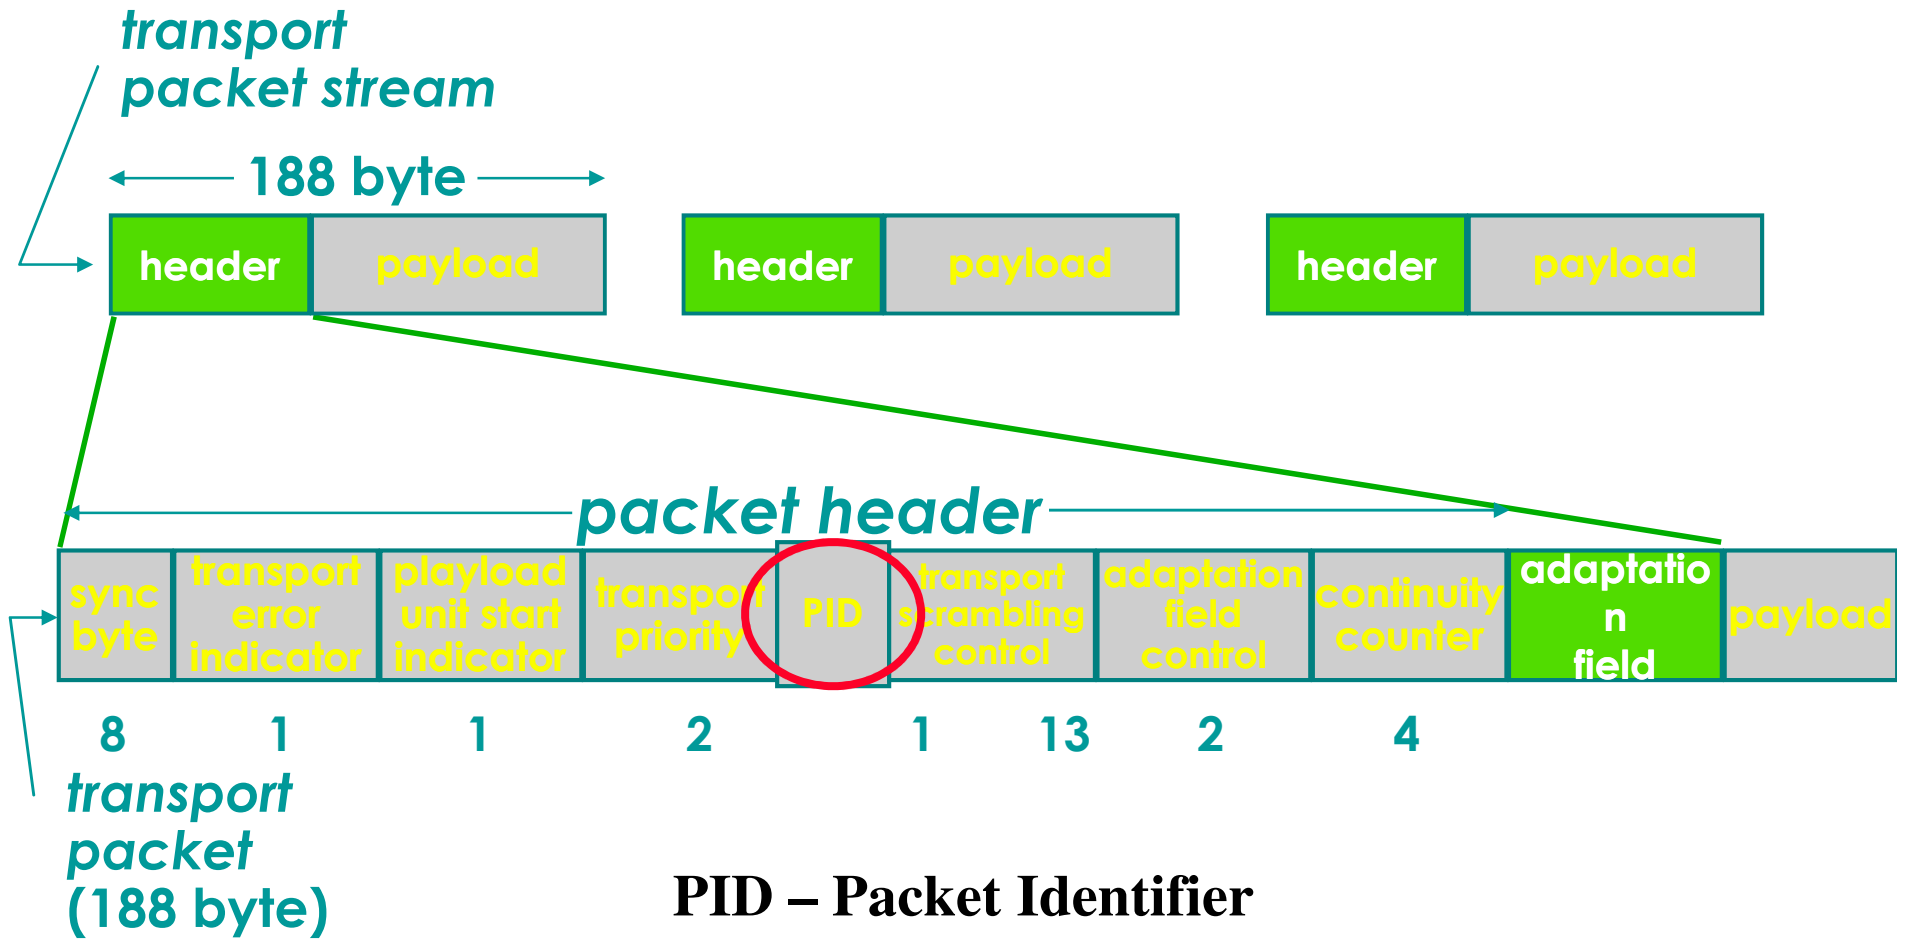 transport
packet stream
188 byte
header
payload
header
payload
header
payload
packet header
sync
byte
transport
error
indicator
playload
unit start
indicator
transport
priority
PID
transport
scrambling
control
adaptation
field
control
continuity
counter
adaptatio
n
field
payload
8 1 1 2 1 13 2 4
transport
packet
(188 byte)
PID – Packet Identifier